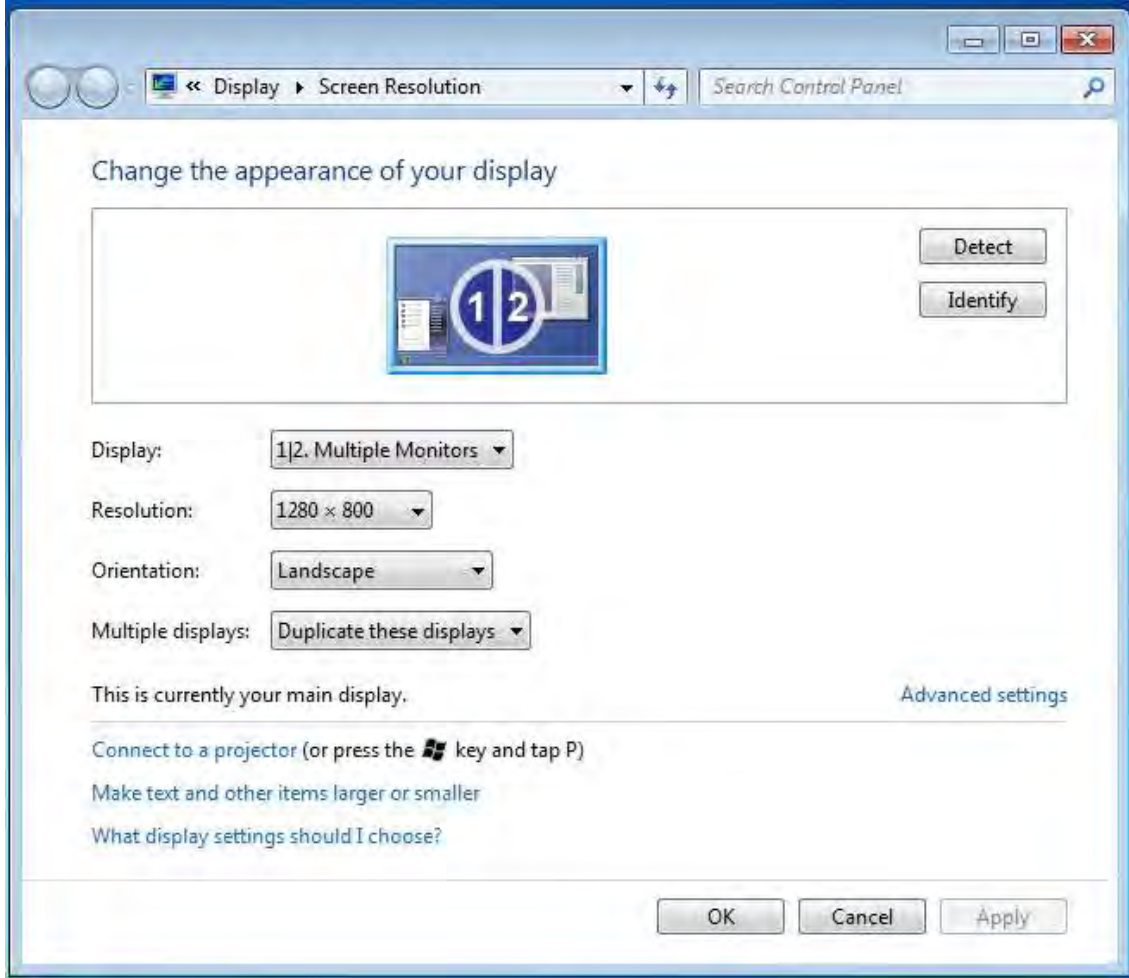 « Display ▸ Screen Resolution
Search Control Panel
Change the appearance of your display
1 2
Detect
Identify
Display: 1|2. Multiple Monitors
Resolution: 1280 × 800
Orientation: Landscape
Multiple displays: Duplicate these displays
This is currently your main display. Advanced settings
Connect to a projector (or press the key and tap P)
Make text and other items larger or smaller
What display settings should I choose?
OK Cancel Apply